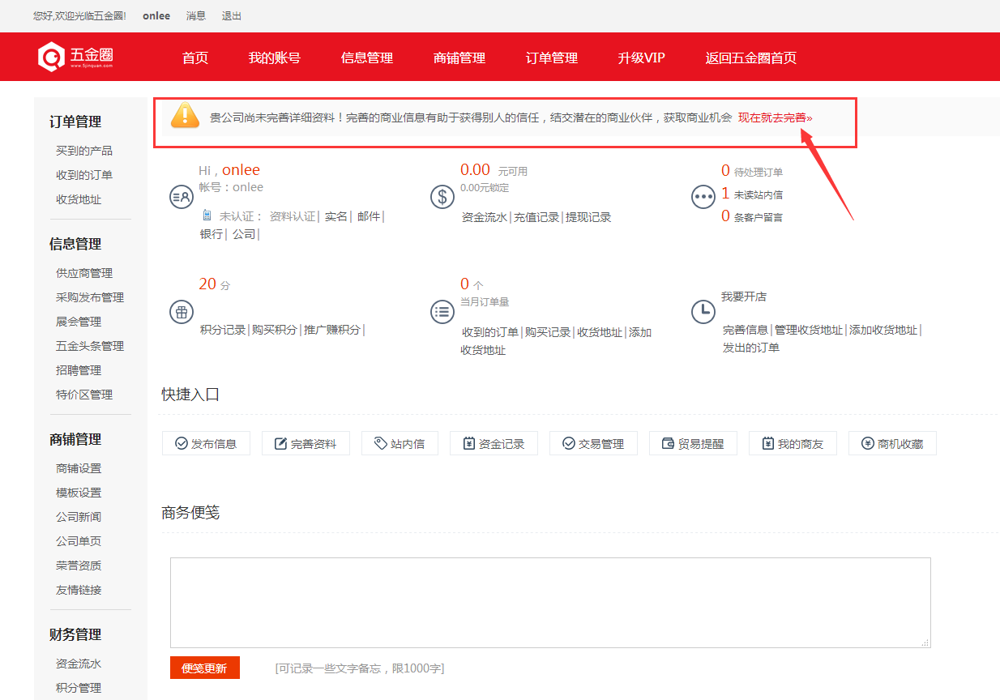 您好,欢迎光临五金圈! onlee 消息 退出
五金圈
www.5jinquan.com
首页 我的账号 信息管理 商铺管理 订单管理 升级VIP 返回五金圈首页
订单管理
买到的产品
收到的订单
收货地址
信息管理
供应商管理
采购发布管理
展会管理
五金头条管理
招聘管理
特价区管理
商铺管理
商铺设置
模板设置
公司新闻
公司单页
荣誉资质
友情链接
财务管理
资金流水
积分管理
贵公司尚未完善详细资料！完善的商业信息有助于获得别人的信任，结交潜在的商业伙伴，获取商业机会 现在就去完善»
Hi，onlee
帐号：onlee
未认证： 资料认证| 实名| 邮件|
银行| 公司|
0.00 元可用
0.00元锁定
资金流水|充值记录|提现记录
0 待处理订单
1 未读站内信
0 条客户留言
20 分
积分记录|购买积分|推广赚积分|
0 个
当月订单量
收到的订单|购买记录|收货地址|添加
收货地址
我要开店
完善信息|管理收货地址|添加收货地址|
发出的订单
快捷入口
发布信息 完善资料 站内信 资金记录 交易管理 贸易提醒 我的商友 商机收藏
商务便笺
便笺更新 [可记录一些文字备忘，限1000字]